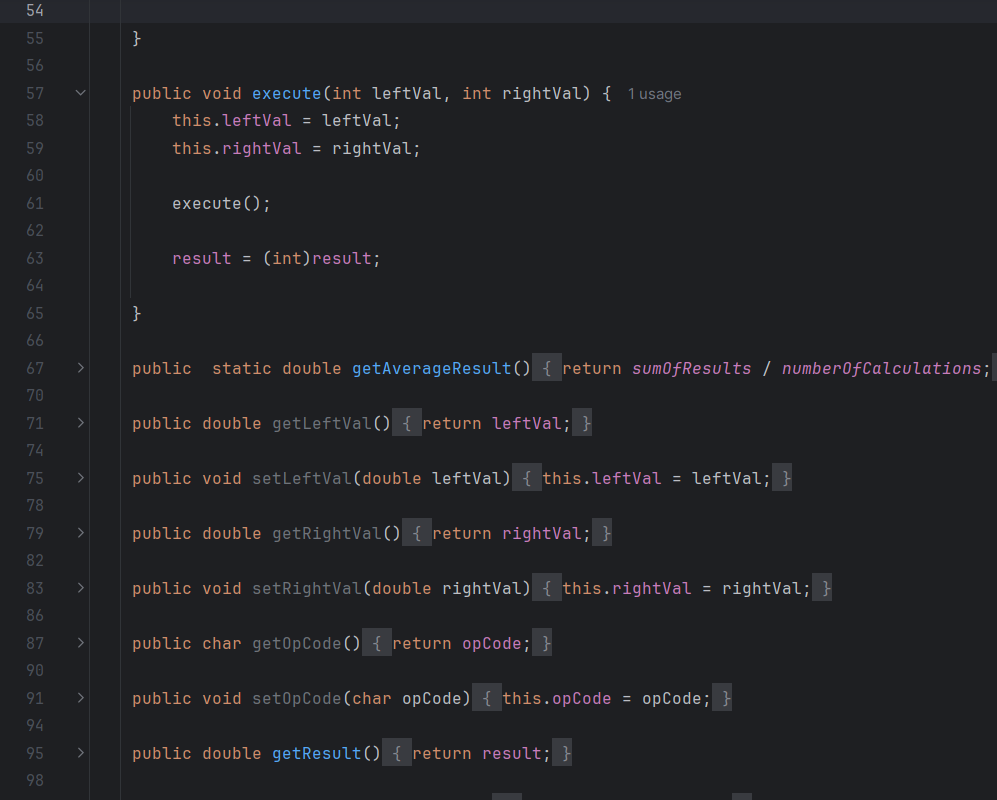 54
55 }
56
57 public void execute(int leftVal, int rightVal) { 1 usage
58 this.leftVal = leftVal;
59 this.rightVal = rightVal;
60
61 execute();
62
63 result = (int)result;
64
65 }
66
67 public  static double getAverageResult() { return sumOfResults / numberOfCalculations;
70
71 public double getLeftVal() { return leftVal; }
74
75 public void setLeftVal(double leftVal) { this.leftVal = leftVal; }
78
79 public double getRightVal() { return rightVal; }
82
83 public void setRightVal(double rightVal) { this.rightVal = rightVal; }
86
87 public char getOpCode() { return opCode; }
90
91 public void setOpCode(char opCode) { this.opCode = opCode; }
94
95 public double getResult() { return result; }
98